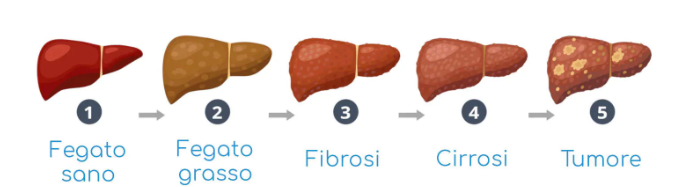 1
2
3
4
5
Fegato
sano
Fegato
grasso
Fibrosi
Cirrosi
Tumore